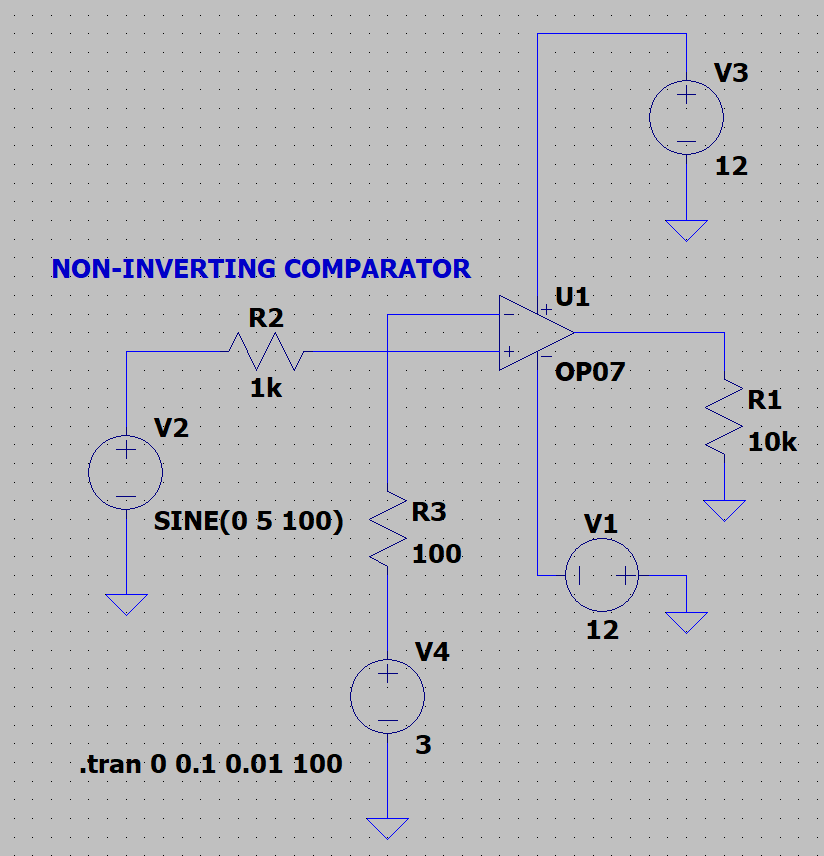 V3
12
NON-INVERTING COMPARATOR
U1
R2
1k
OP07
R1
10k
V2
SINE(0 5 100)
R3
100
V1
12
V4
3
.tran 0 0.1 0.01 100